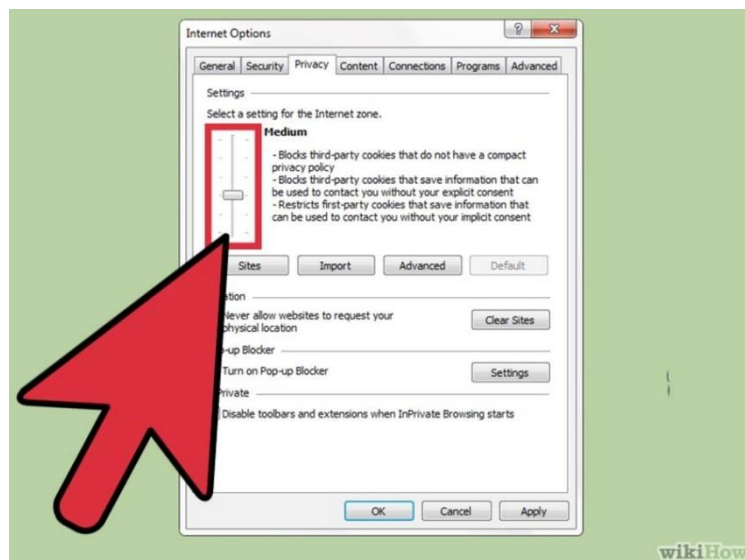 Internet Options
General Security Privacy Content Connections Programs Advanced
Settings
Select a setting for the Internet zone.
Medium
- Blocks third-party cookies that do not have a compact
privacy policy
- Blocks third-party cookies that save information that can
be used to contact you without your explicit consent
- Restricts first-party cookies that save information that
can be used to contact you without your implicit consent
Sites Import Advanced Default
Never allow websites to request your
physical location
Clear Sites
Blocker
Turn on Pop-up Blocker
Settings
Private
Disable toolbars and extensions when InPrivate Browsing starts
OK Cancel Apply
wikiHow